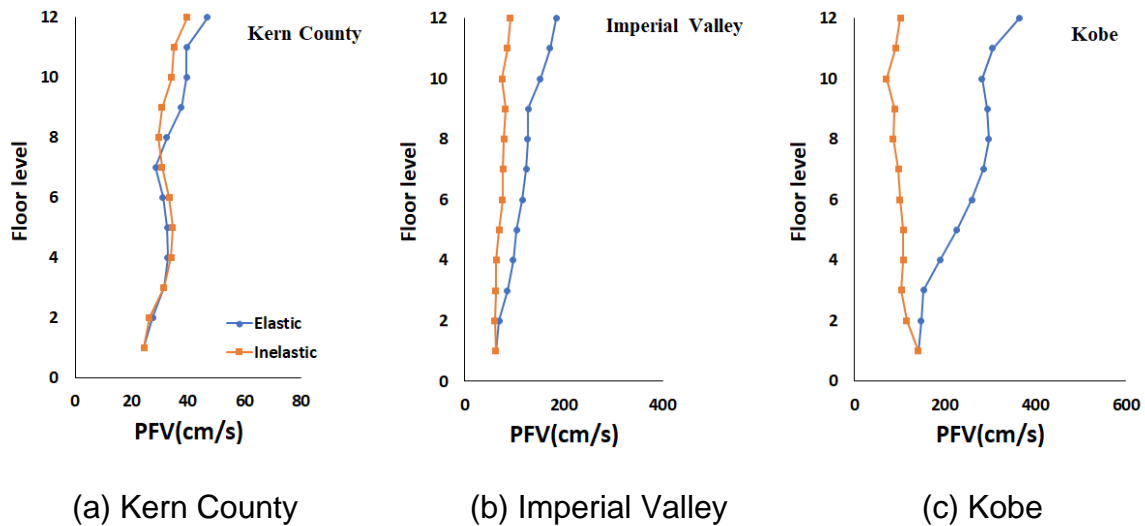 Kern County
Floor level
12
10
8
6
4
2
0
Elastic
Inelastic
0 20 40 60 80
PFV(cm/s)
Imperial Valley
Floor level
12
10
8
6
4
2
0
0 200 400
PFV(cm/s)
Kobe
Floor level
12
10
8
6
4
2
0
0 200 400 600
PFV(cm/s)
(a) Kern County
(b) Imperial Valley
(c) Kobe